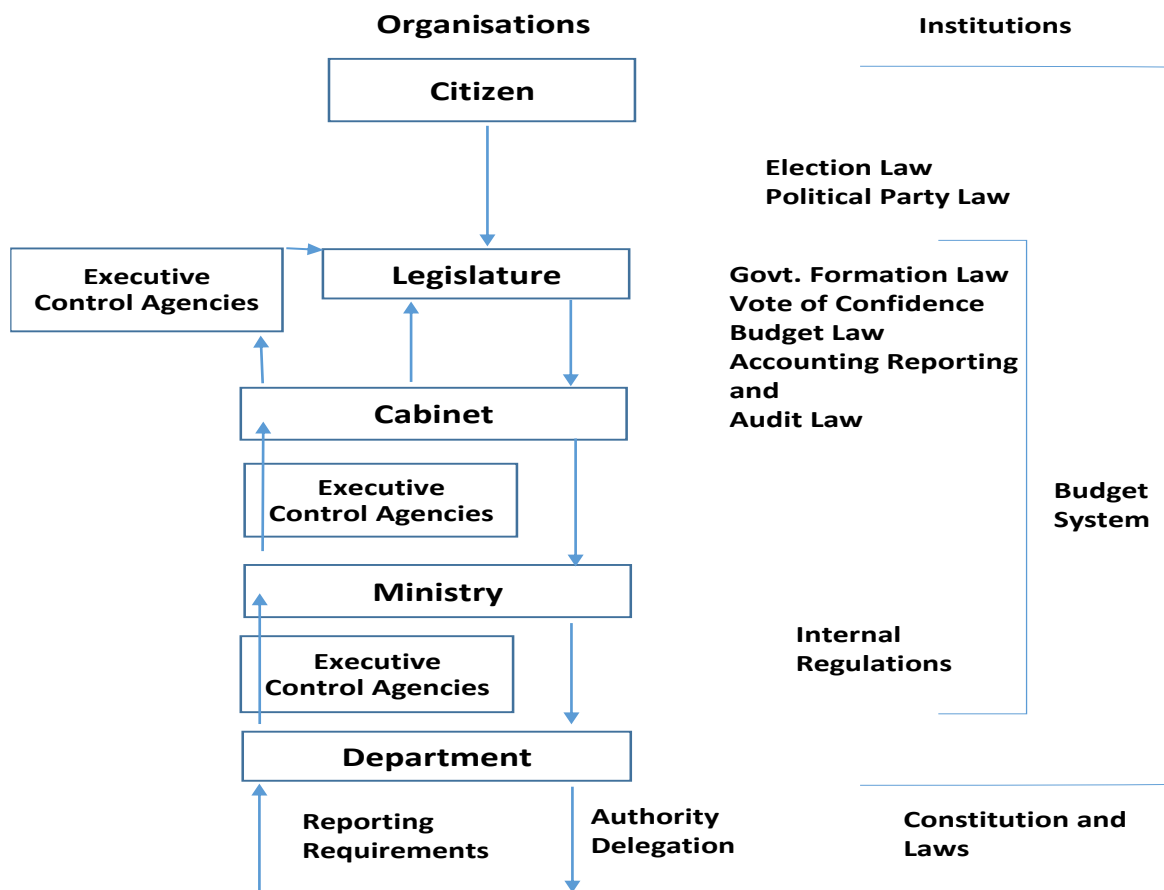 Organisations
Institutions
Citizen
Election Law
Political Party Law
Executive
Control Agencies
Legislature
Govt. Formation Law
Vote of Confidence
Budget Law
Accounting Reporting
and
Audit Law
Cabinet
Executive
Control Agencies
Budget
System
Ministry
Internal
Regulations
Executive
Control Agencies
Department
Reporting
Requirements
Authority
Delegation
Constitution and
Laws